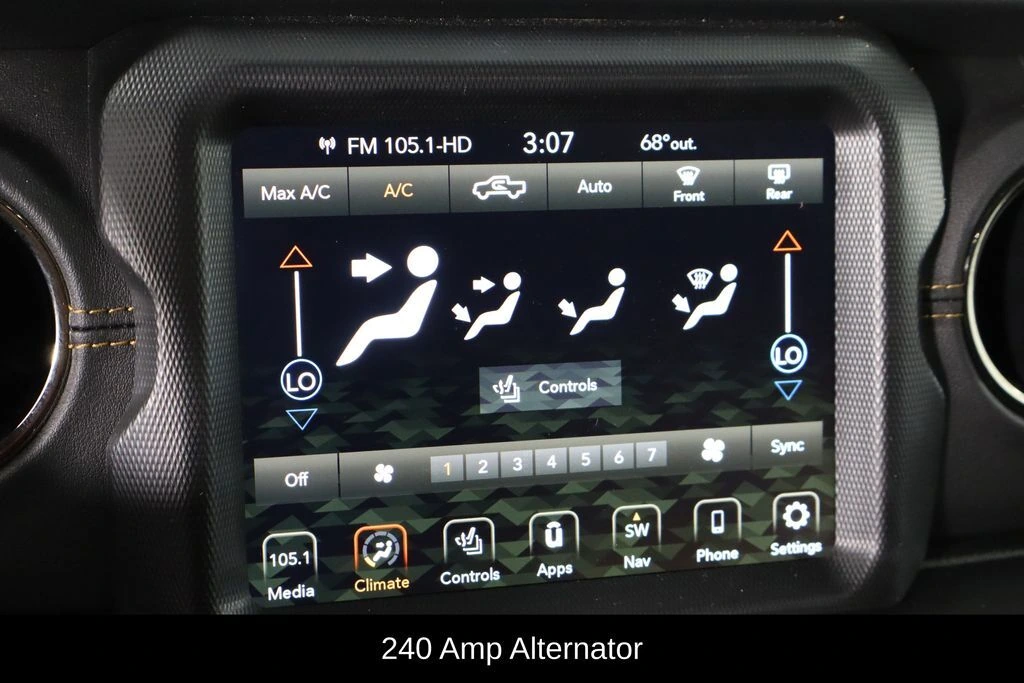 FM 105.1-HD 3:07 68°out.
Max A/C A/C Auto Front Rear
LO LO
Controls
Off 1 2 3 4 5 6 7 Sync
105.1 SW
Media Climate Controls Apps Nav Phone Settings
240 Amp Alternator